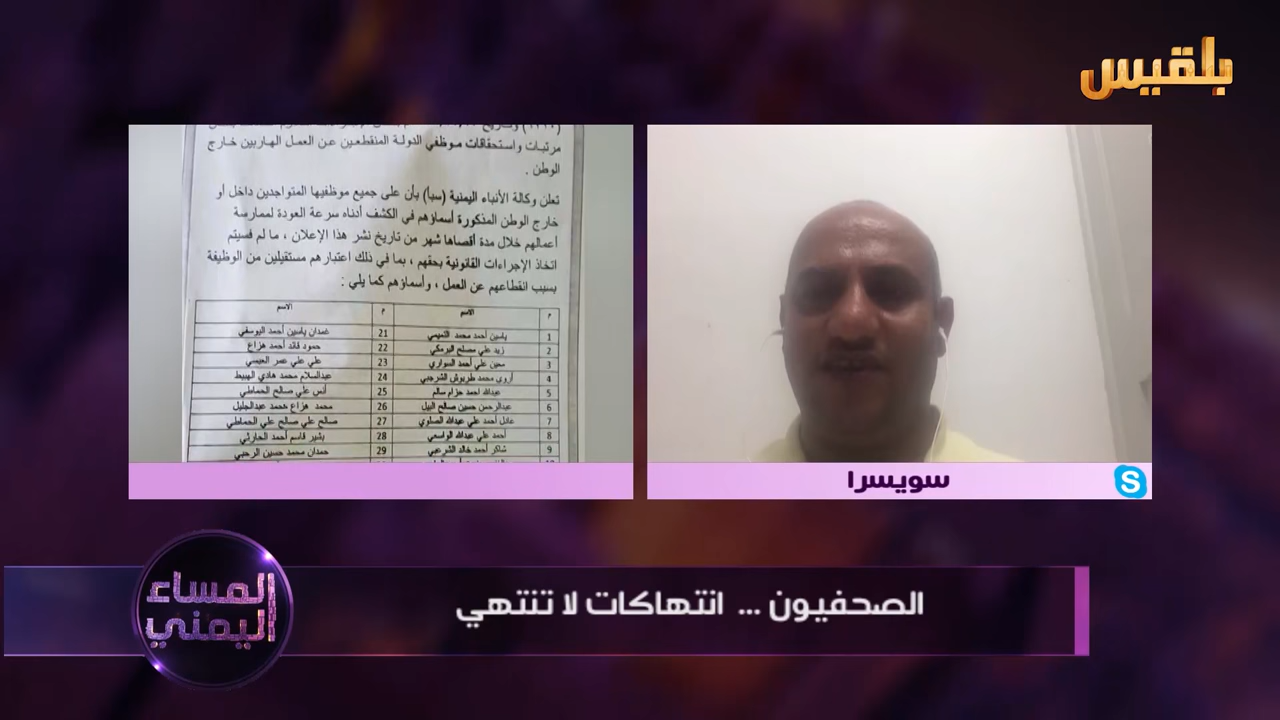 بلقيس
مرتبات واستحقاقات موظفي الدولة المنقطعين عن العمل الهاربين خارج
الوطن .
تعلن وكالة الأنباء اليمنية (سبأ) بأن على جميع موظفيها المتواجدين داخل أو
خارج الوطن المذكورة أسماؤهم في الكشف أدناه سرعة العودة لممارسة
أعمالهم خلال مدة أقصاها شهر من تاريخ نشر هذا الإعلان ، ما لم فسيتم
اتخاذ الإجراءات القانونية بحقهم ، بما في ذلك اعتبارهم مستقيلين من الوظيفة
بسبب انقطاعهم عن العمل ، وأسماؤهم كما يلي :
م الاسم م الاسم
1 ياسين أحمد محمد التميمي 21 غمدان ياسين أحمد اليوسفي
2 زيد علي مصلح 22 حمود قائد أحمد هزاع
3 معين علي أحمد السواري 23 علي علي عمر العيسي
4 أروى محمد طربوش الشرجبي 24 عبدالسلام محمد هادي الهبيط
5 عبدالله احمد حزام سالم 25 أنس علي صالح الحماطي
6 عبدالرحمن حسين صالح البيل 26 محمد هزاع محمد عبدالجليل
7 عادل أحمد علي عبدالله الصلوي 27 صالح علي صالح علي الحماطي
8 أحمد علي عبدالله الواسعي 28 بشير قاسم أحمد الحارثي
9 شاكر أحمد خالد الشرعبي 29 حمدان محمد حسين الرحبي
سويسرا
S
الصحفيون ... انتهاكات لا تنتهي
المساء
اليمني